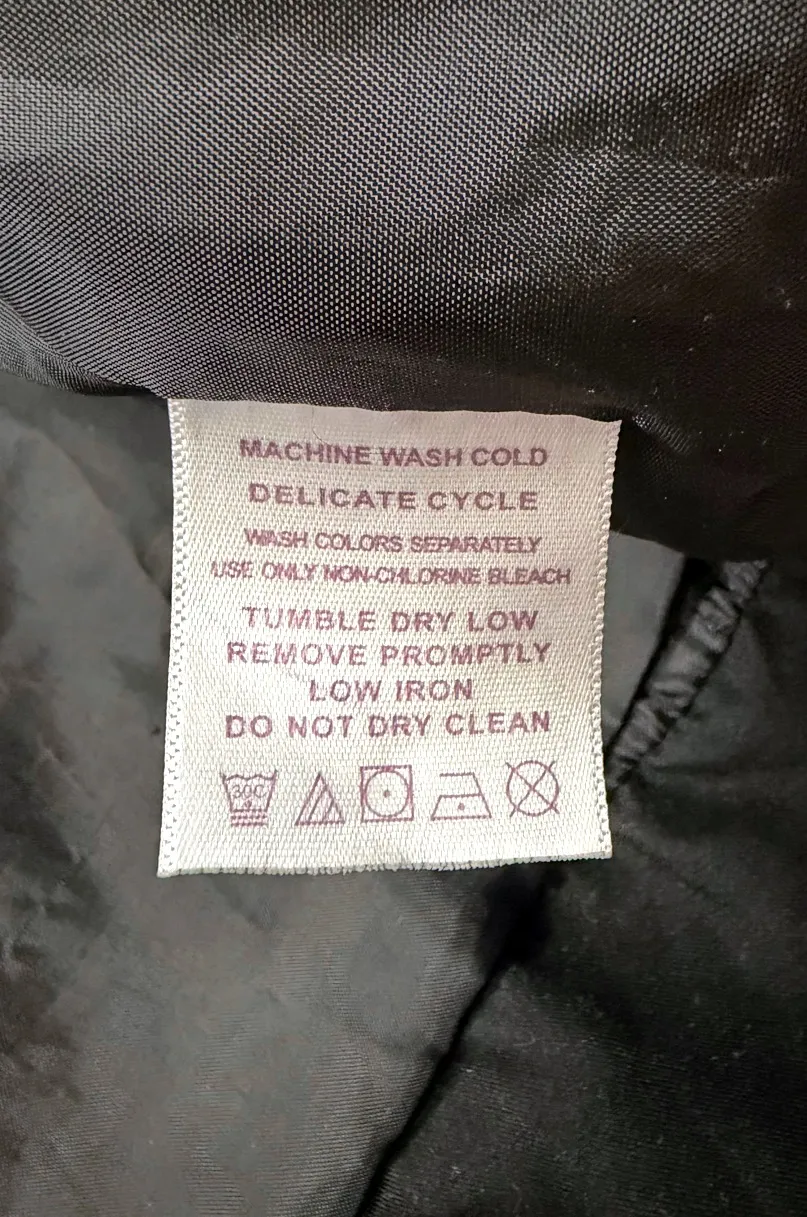 MACHINE WASH COLD
DELICATE CYCLE
WASH COLORS SEPARATELY
USE ONLY NON-CHLORINE BLEACH
TUMBLE DRY LOW
REMOVE PROMPTLY
LOW IRON
DO NOT DRY CLEAN
30C